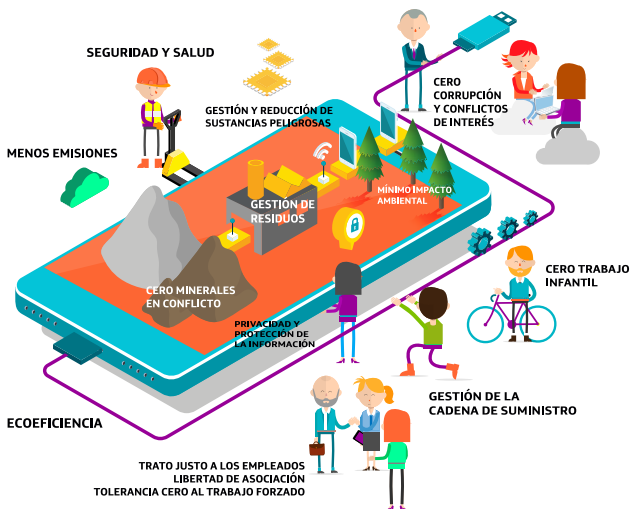 SEGURIDAD Y SALUD
GESTIÓN Y REDUCCIÓN DE
SUSTANCIAS PELIGROSAS
CERO
CORRUPCIÓN
Y CONFLICTOS
DE INTERÉS
MENOS EMISIONES
MÍNIMO IMPACTO
AMBIENTAL
GESTIÓN DE
RESIDUOS
CERO TRABAJO
INFANTIL
CERO MINERALES
EN CONFLICTO
PRIVACIDAD Y
PROTECCIÓN DE
LA INFORMACIÓN
GESTIÓN DE LA
CADENA DE SUMINISTRO
ECOEFICIENCIA
TRATO JUSTO A LOS EMPLEADOS
LIBERTAD DE ASOCIACIÓN
TOLERANCIA CERO AL TRABAJO FORZADO